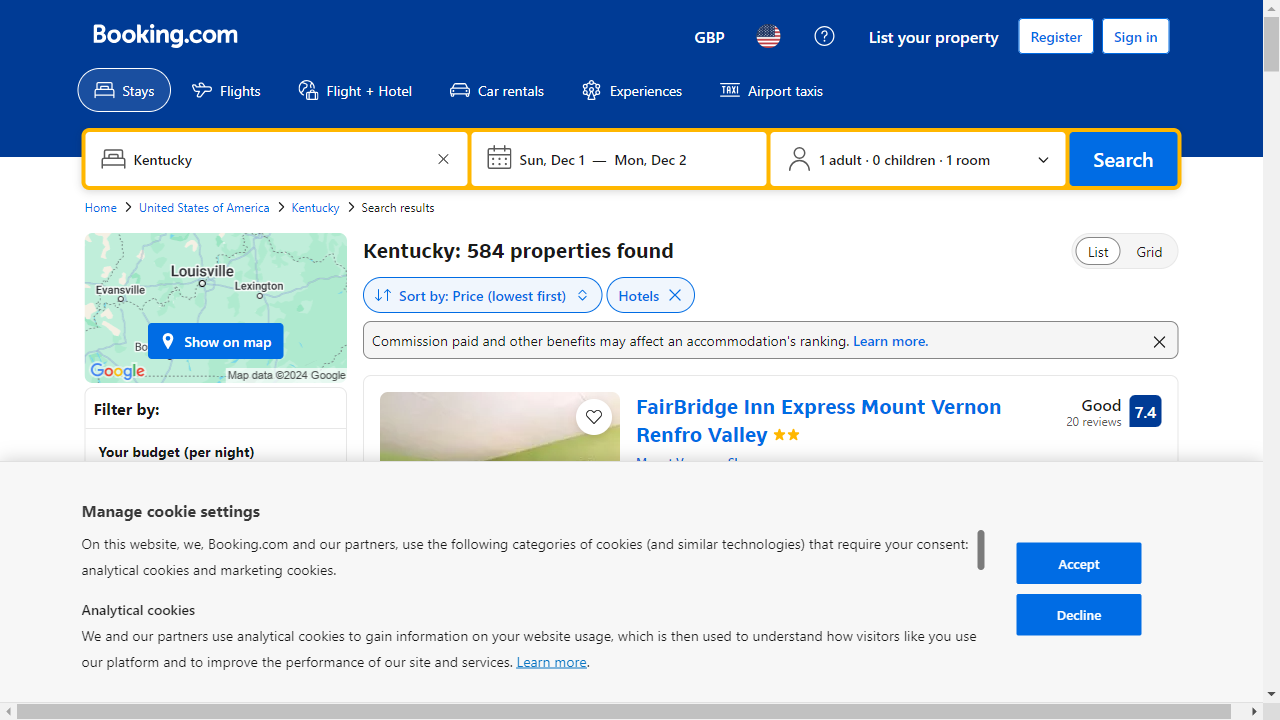 Booking.com
GBP
List your property
Register
Sign in
Stays
Flights
Flight + Hotel
Car rentals
Experiences
Airport taxis
Kentucky
Sun, Dec 1 — Mon, Dec 2
1 adult · 0 children · 1 room
Search
Home
United States of America
Kentucky
Search results
Louisville
Evansville
Lexington
Show on map
Google
Map data ©2024 Google
Kentucky: 584 properties found
List
Grid
Sort by: Price (lowest first)
Hotels
Commission paid and other benefits may affect an accommodation's ranking. Learn more.
Filter by:
Your budget (per night)
FairBridge Inn Express Mount Vernon
Renfro Valley
Good
20 reviews
7.4
Manage cookie settings
On this website, we, Booking.com and our partners, use the following categories of cookies (and similar technologies) that require your consent:
analytical cookies and marketing cookies.
Analytical cookies
We and our partners use analytical cookies to gain information on your website usage, which is then used to understand how visitors like you use
our platform and to improve the performance of our site and services. Learn more.
Accept
Decline